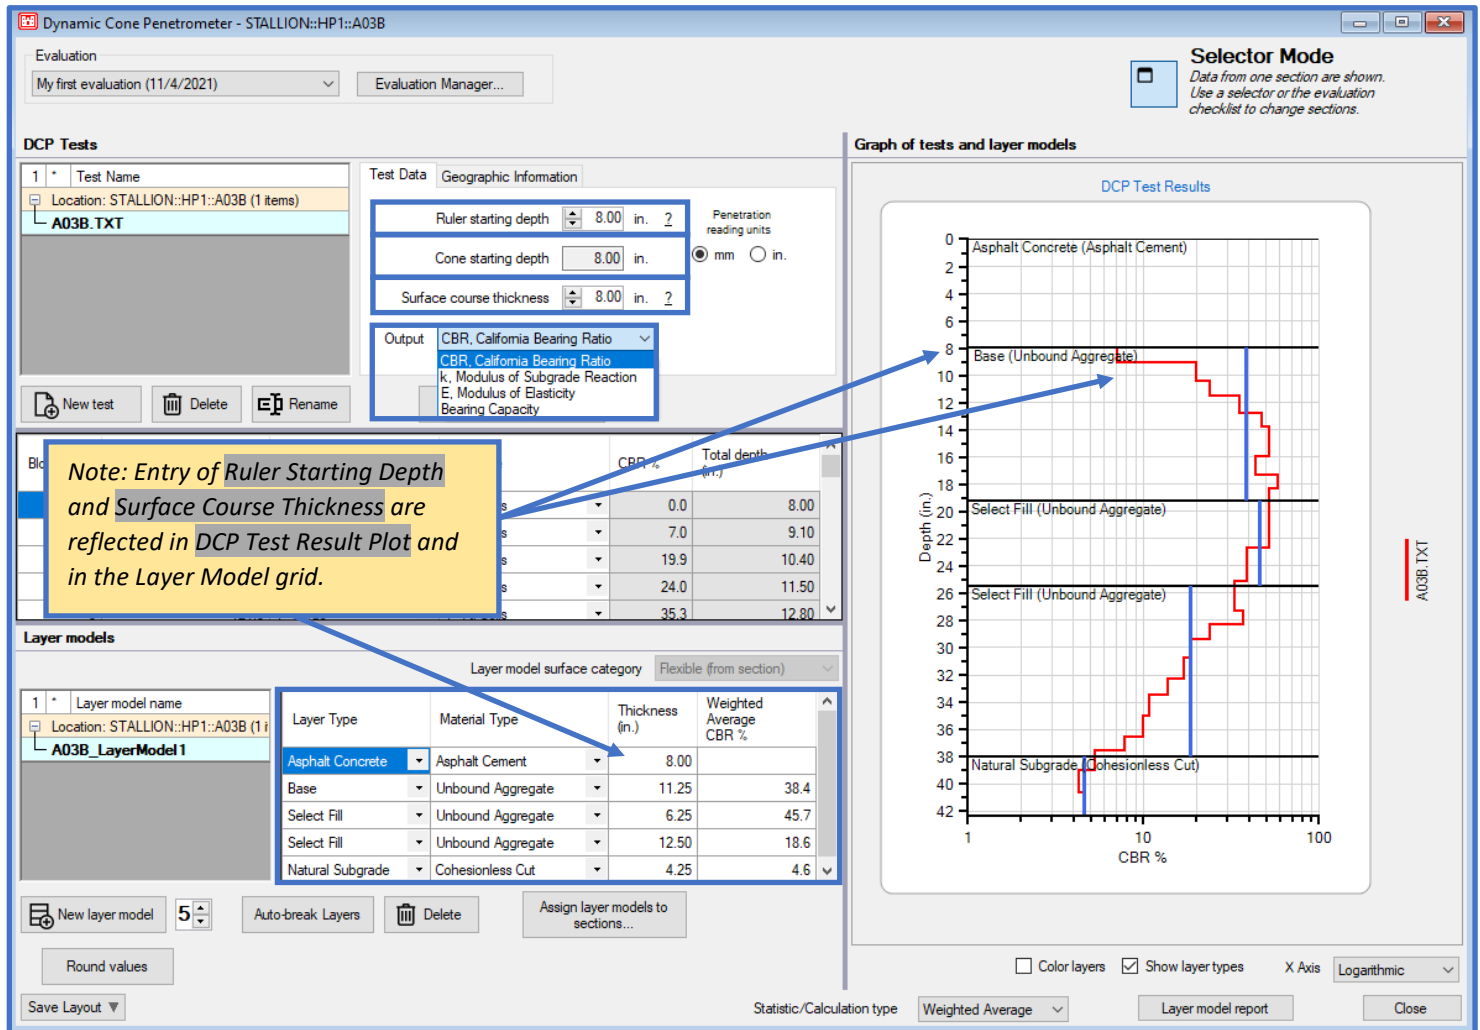 Dynamic Cone Penetrometer - STALLION::HP1::A03B
Evaluation
My first evaluation (11/4/2021)
Evaluation Manager...
Selector Mode
Data from one section are shown.
Use a selector or the evaluation
checklist to change sections.
DCP Tests
1 * Test Name
Location: STALLION::HP1::A03B (1 items)
A03B.TXT
New test
Delete
Rename
Test Data
Geographic Information
Ruler starting depth 8.00 in. ?
Cone starting depth 8.00 in.
Surface course thickness 8.00 in. ?
Penetration
reading units
mm in.
Output CBR, California Bearing Ratio
CBR, California Bearing Ratio
k, Modulus of Subgrade Reaction
E, Modulus of Elasticity
Bearing Capacity
CBR %
Total depth
(in.)
0.0 8.00
7.0 9.10
19.9 10.40
24.0 11.50
35.3 12.80
Note: Entry of Ruler Starting Depth
and Surface Course Thickness are
reflected in DCP Test Result Plot and
in the Layer Model grid.
Layer models
Layer model surface category Flexible (from section)
1 * Layer model name
Location: STALLION::HP1::A03B (1 i
A03B_LayerModel1
Layer Type
Material Type
Thickness
(in.)
Weighted
Average
CBR %
Asphalt Concrete Asphalt Cement 8.00
Base Unbound Aggregate 11.25 38.4
Select Fill Unbound Aggregate 6.25 45.7
Select Fill Unbound Aggregate 12.50 18.6
Natural Subgrade Cohesionless Cut 4.25 4.6
New layer model
5
Auto-break Layers
Delete
Assign layer models to
sections...
Round values
Save Layout
Graph of tests and layer models
DCP Test Results
Depth (in.)
0
2
4
6
8
10
12
14
16
18
20
22
24
26
28
30
32
34
36
38
40
42
Asphalt Concrete (Asphalt Cement)
Base (Unbound Aggregate)
Select Fill (Unbound Aggregate)
Select Fill (Unbound Aggregate)
Natural Subgrade (Cohesionless Cut)
1 10 100
CBR %
A03B.TXT
Color layers
Show layer types
X Axis Logarithmic
Statistic/Calculation type Weighted Average
Layer model report
Close